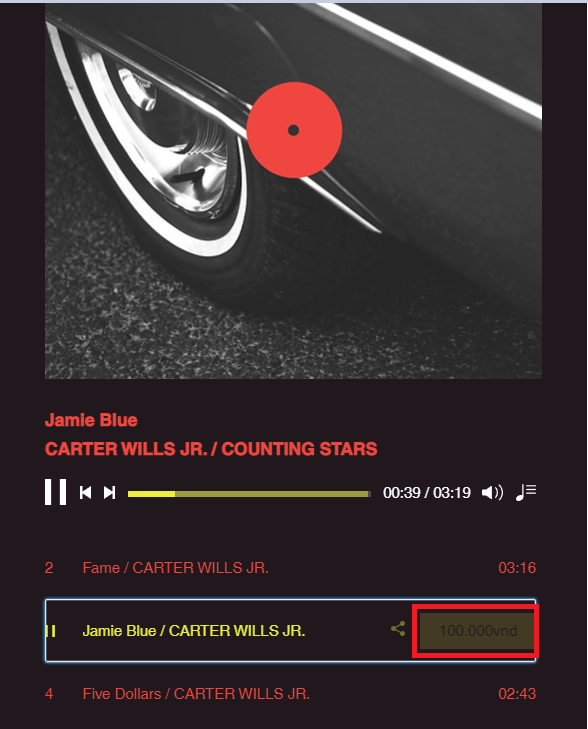 Jamie Blue
CARTER WILLS JR. / COUNTING STARS
00:39 / 03:19
2 Fame / CARTER WILLS JR. 03:16
Jamie Blue / CARTER WILLS JR. 100.000vnd
4 Five Dollars / CARTER WILLS JR. 02:43